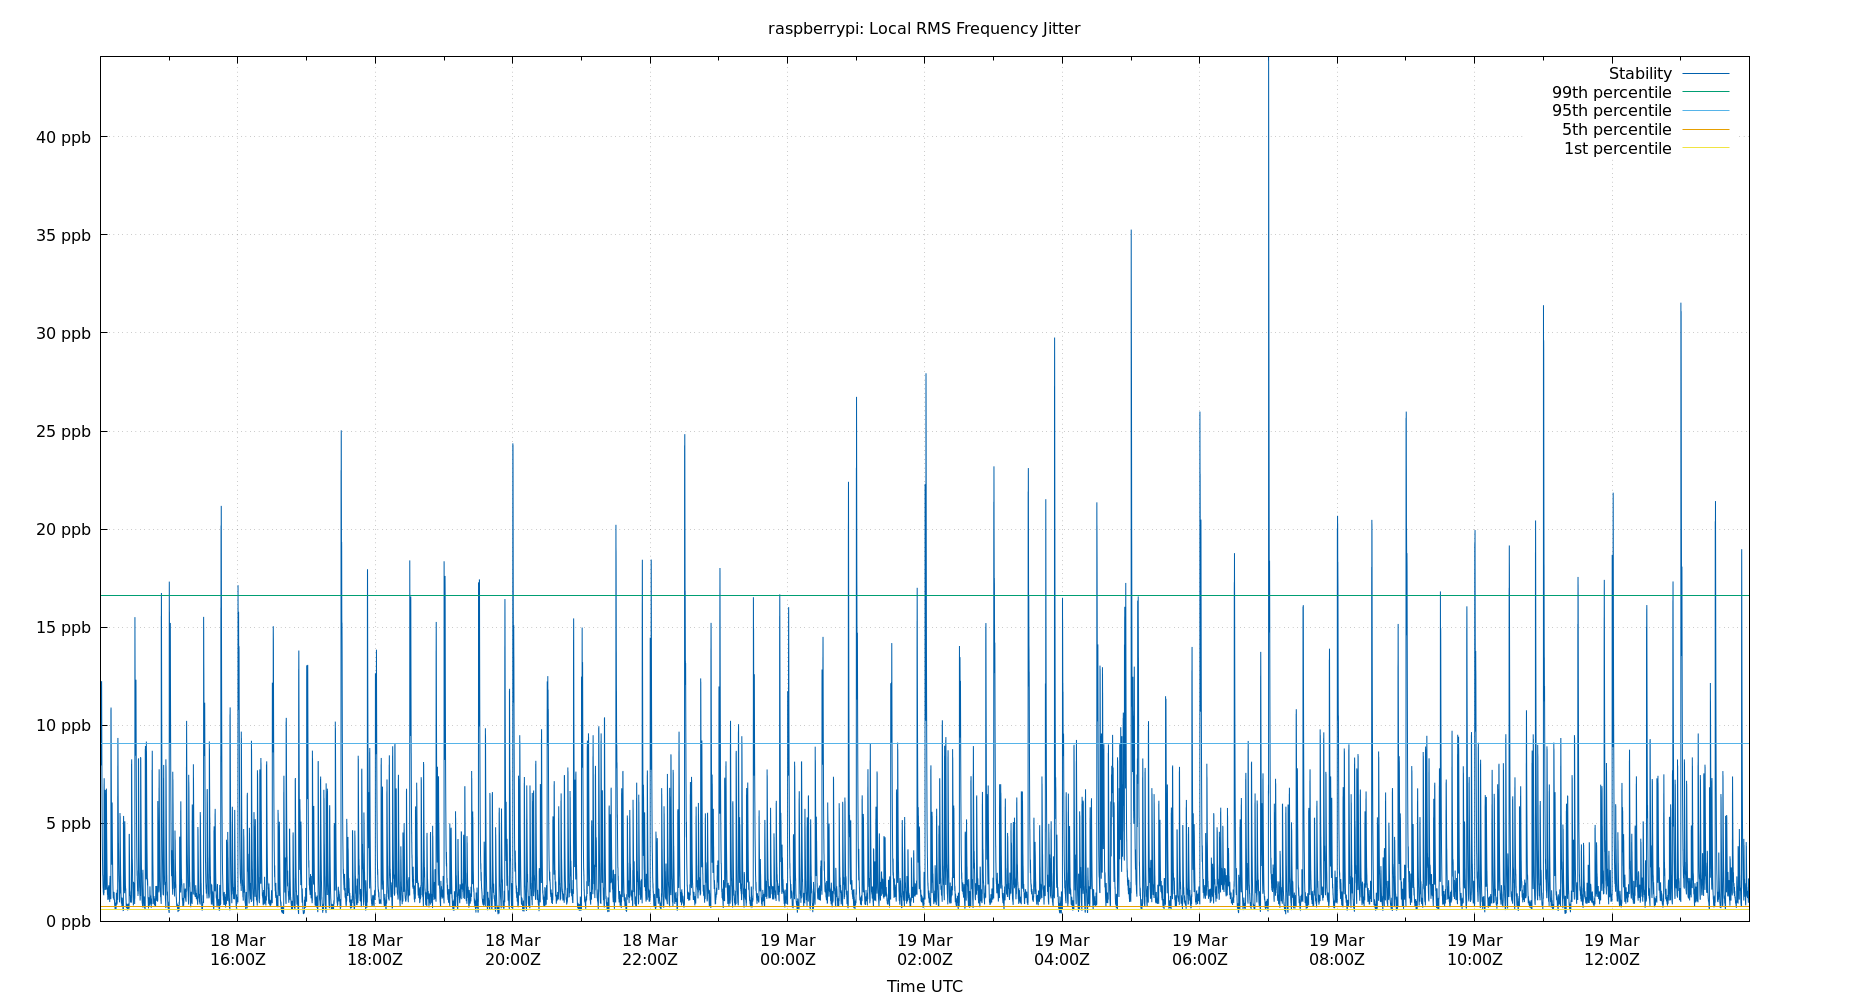 raspberrypi: Local RMS Frequency Jitter
Stability
99th percentile
95th percentile
5th percentile
1st percentile
40 ppb
35 ppb
30 ppb
25 ppb
20 ppb
15 ppb
10 ppb
5 ppb
0 ppb
18 Mar 18 Mar 18 Mar 18 Mar 19 Mar 19 Mar 19 Mar 19 Mar 19 Mar 19 Mar 19 Mar
16:00Z 18:00Z 20:00Z 22:00Z 00:00Z 02:00Z 04:00Z 06:00Z 08:00Z 10:00Z 12:00Z
Time UTC